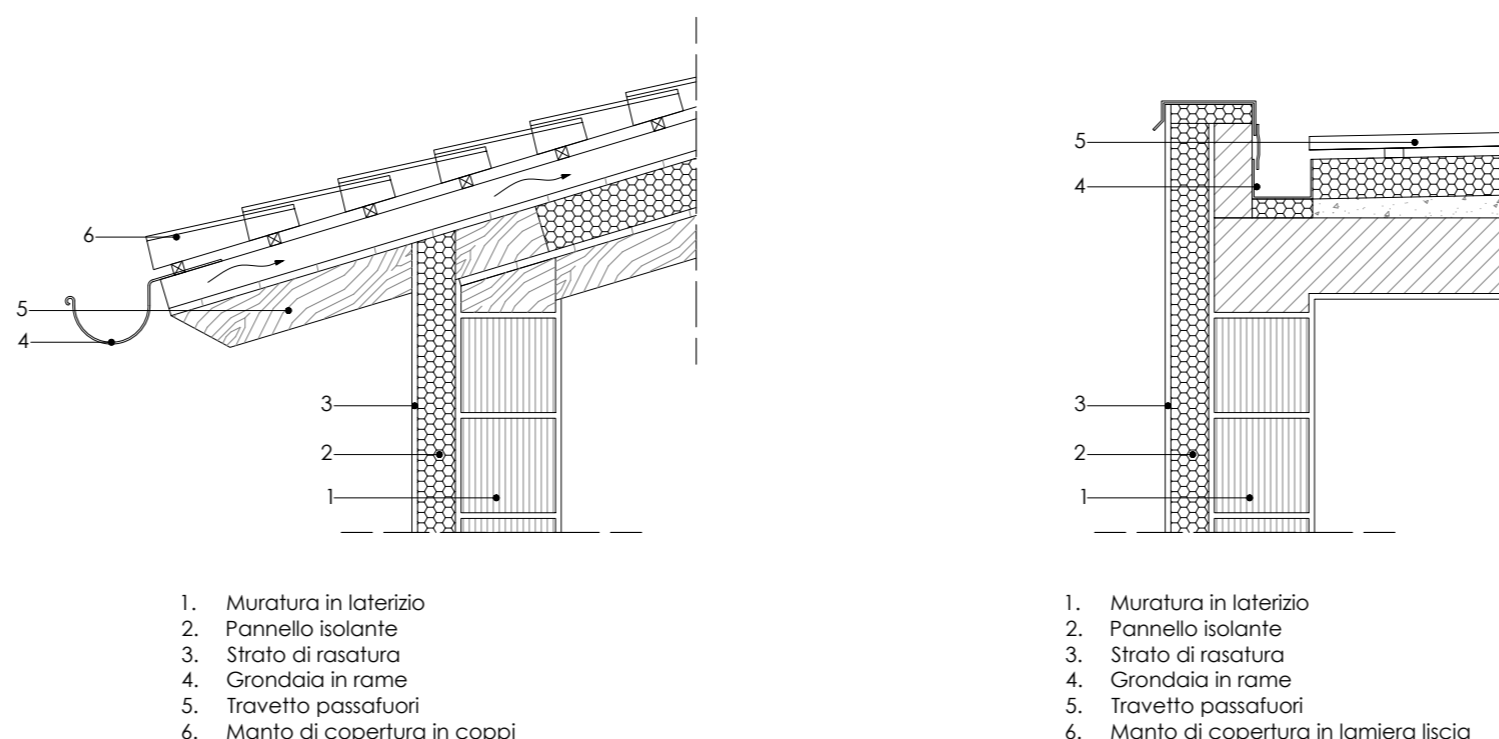 6
5
4
3
2
1
1. Muratura in laterizio
2. Pannello isolante
3. Strato di rasatura
4. Grondaia in rame
5. Travetto passafuori
6. Manto di copertura in coppi
5
4
3
2
1
1. Muratura in laterizio
2. Pannello isolante
3. Strato di rasatura
4. Grondaia in rame
5. Travetto passafuori
6. Manto di copertura in lamiera liscia